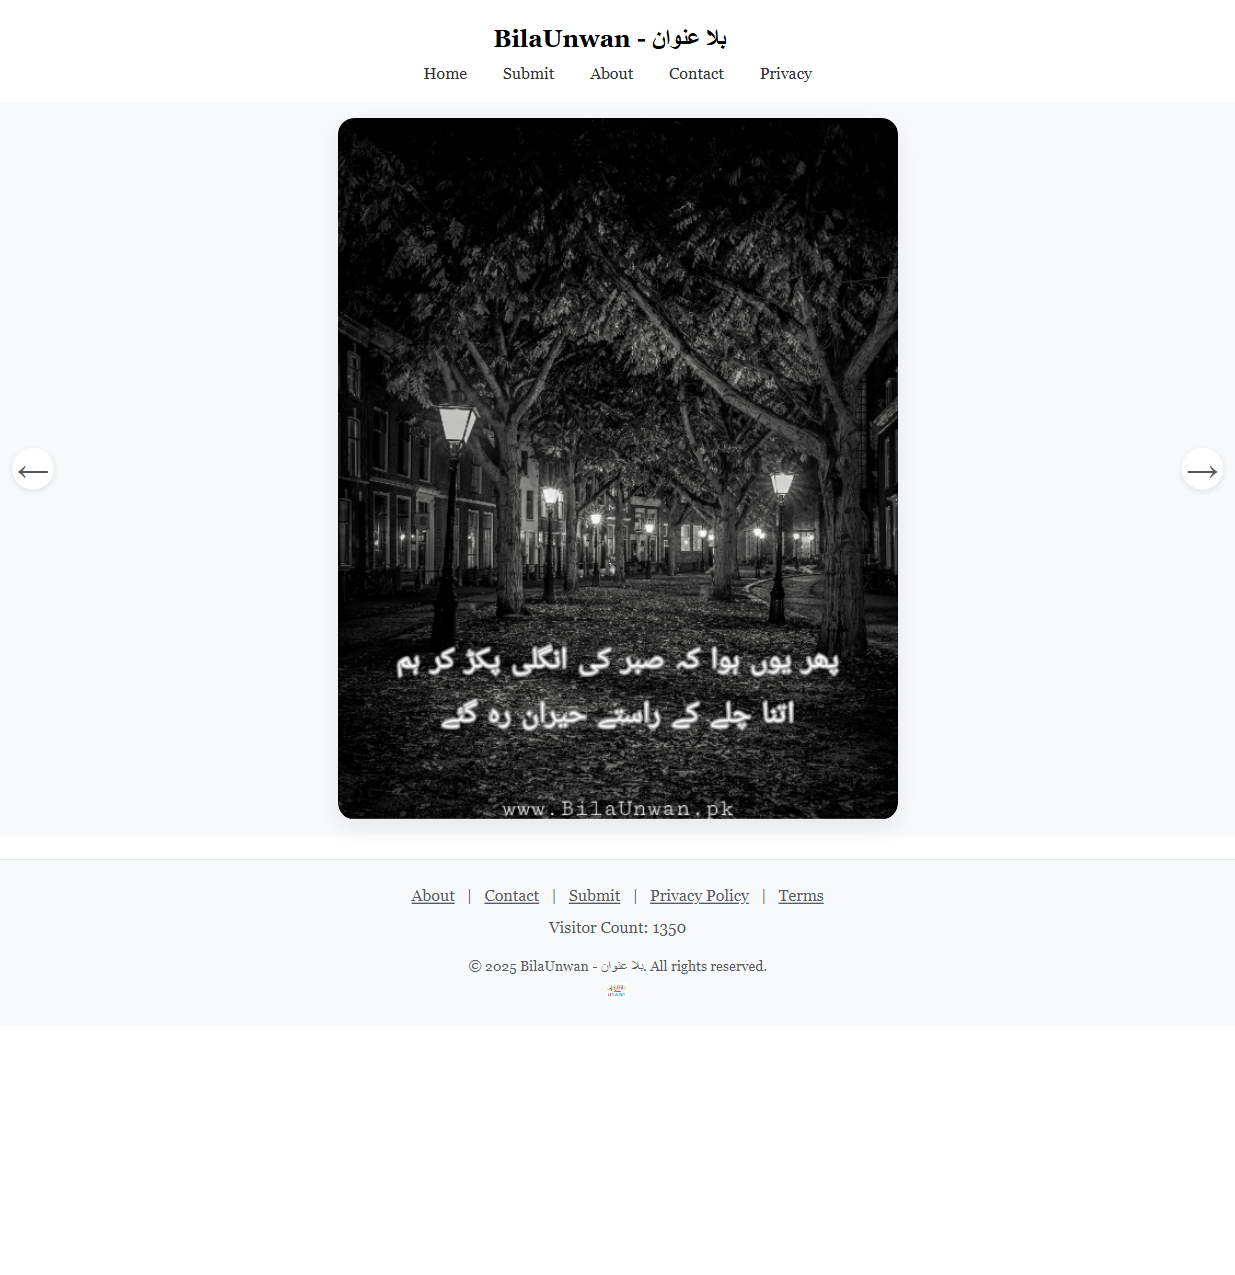 BilaUnwan - بلا عنوان
Home Submit About Contact Privacy
پھر یوں ہوا کہ صبر کی انگلی پکڑ کر ہم
اتنا چلے کے راستے حیران رہ گئے
www.BilaUnwan.pk
About | Contact | Submit | Privacy Policy | Terms
Visitor Count: 1350
© 2025 BilaUnwan - بلا عنوان. All rights reserved.